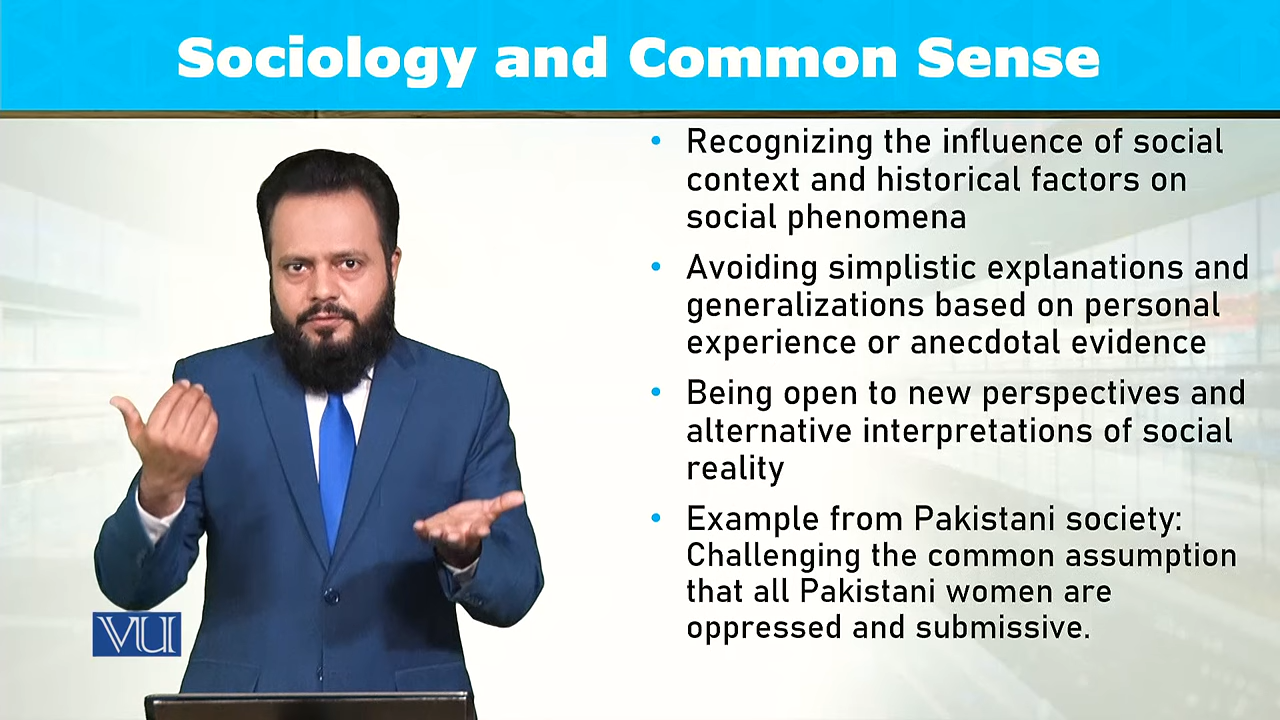 Sociology and Common Sense
• Recognizing the influence of social
context and historical factors on
social phenomena
• Avoiding simplistic explanations and
generalizations based on personal
experience or anecdotal evidence
• Being open to new perspectives and
alternative interpretations of social
reality
• Example from Pakistani society:
Challenging the common assumption
that all Pakistani women are
oppressed and submissive.
VU